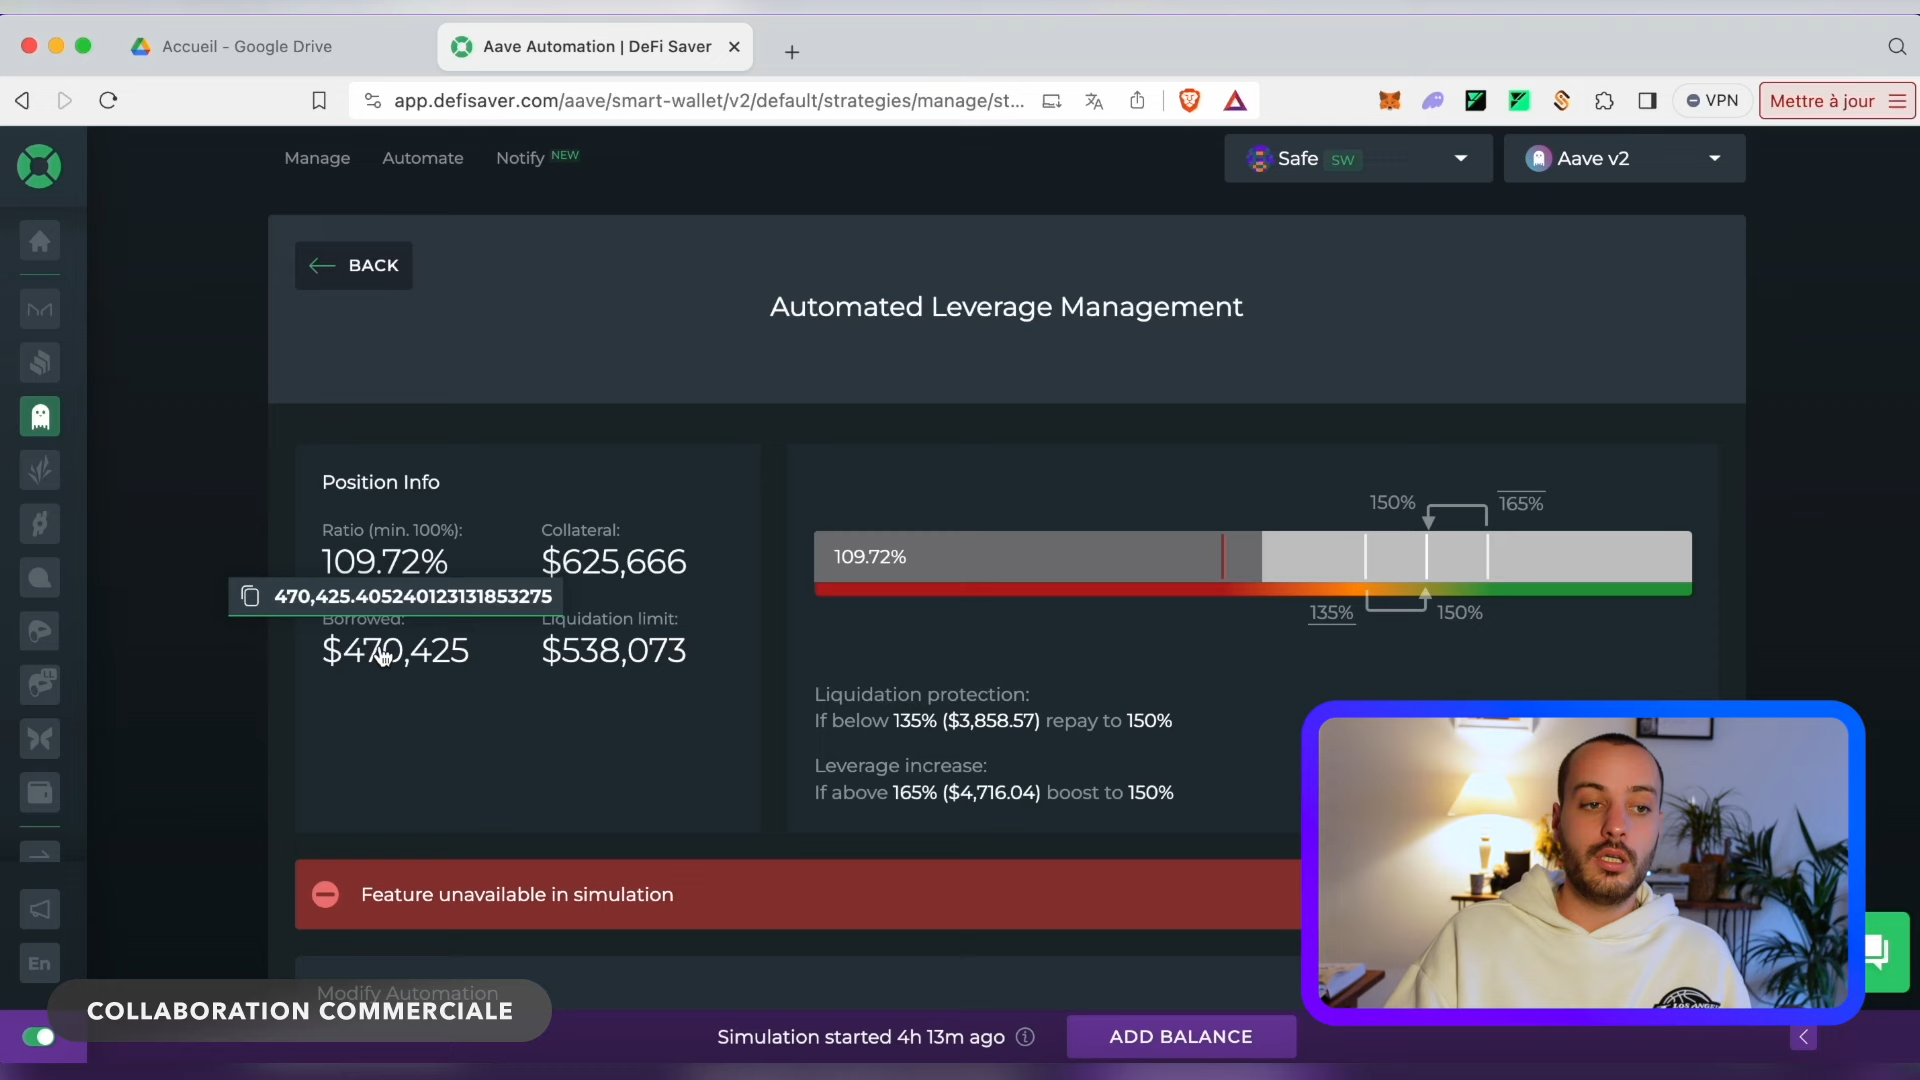 Accueil - Google Drive
Aave Automation | DeFi Saver
app.defisaver.com/aave/smart-wallet/v2/default/strategies/manage/st...
VPN
Mettre à jour
Manage
Automate
Notify NEW
Safe SW
Aave v2
BACK
Automated Leverage Management
Position Info
Ratio (min. 100%):
109.72%
Collateral:
$625,666
470,425.405240123131853275
Borrowed:
$470,425
Liquidation limit:
$538,073
150%
165%
109.72%
135%
150%
Liquidation protection:
If below 135% ($3,858.57) repay to 150%
Leverage increase:
If above 165% ($4,716.04) boost to 150%
Feature unavailable in simulation
Modify Automation
En
COLLABORATION COMMERCIALE
Simulation started 4h 13m ago
ADD BALANCE
LOS ANGELES